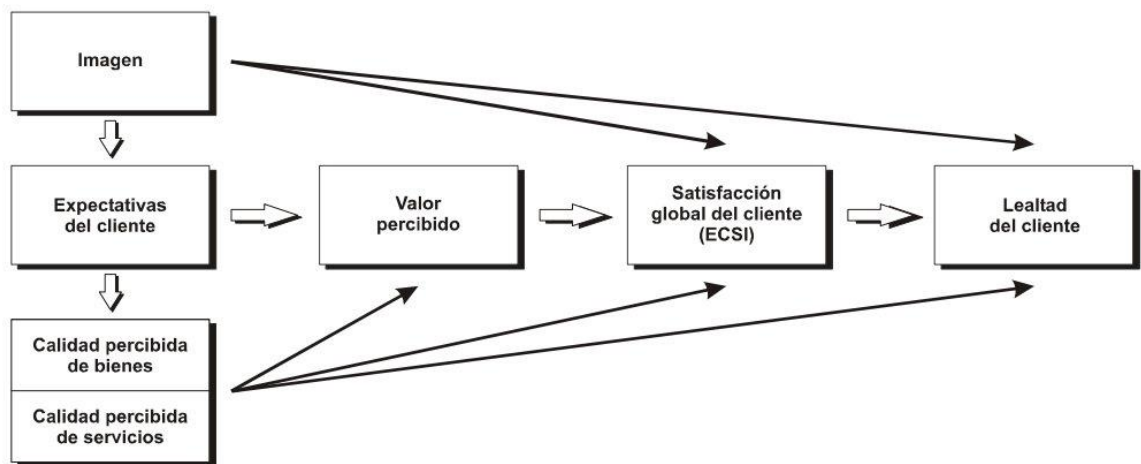 Imagen
Expectativas
del cliente
Valor
percibido
Satisfacción
global del cliente
(ECSI)
Lealtad
del cliente
Calidad percibida
de bienes
Calidad percibida
de servicios